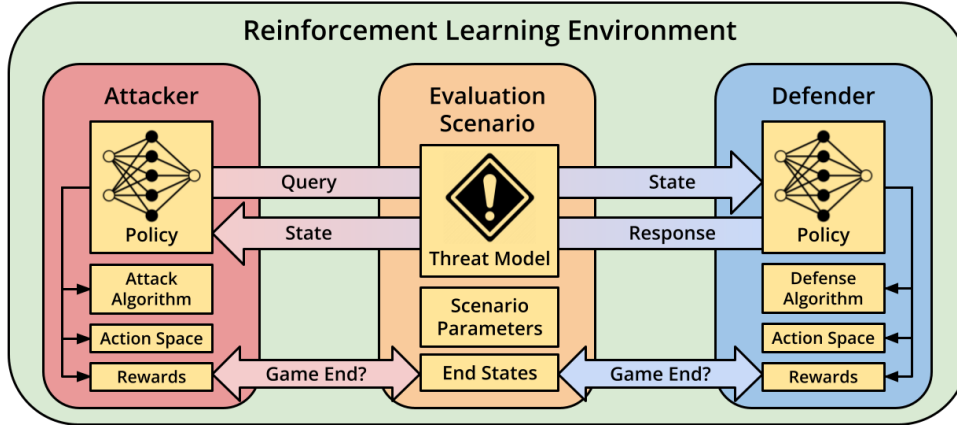 Reinforcement Learning Environment
Attacker
Policy
Attack
Algorithm
Action Space
Rewards
Query
State
Game End?
Evaluation
Scenario
!
Threat Model
Scenario
Parameters
End States
State
Response
Game End?
Defender
Policy
Defense
Algorithm
Action Space
Rewards